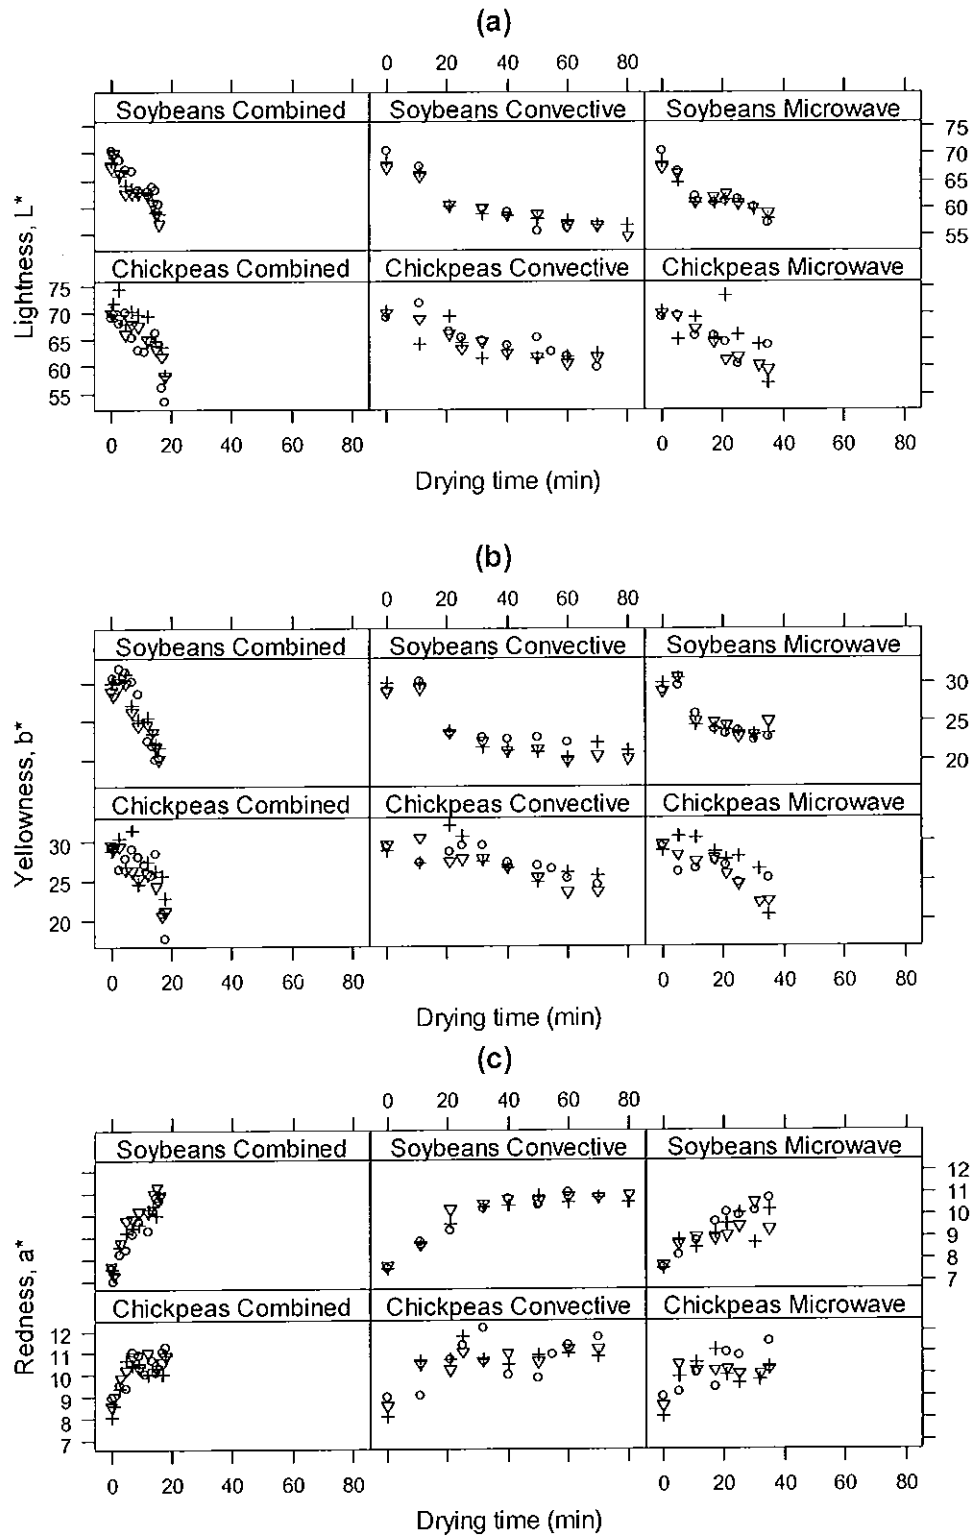 (a)
0 20 40 60 80
Soybeans Combined Soybeans Convective Soybeans Microwave
75
70
65
60
55
Lightness, L*
Chickpeas Combined Chickpeas Convective Chickpeas Microwave
75
70
65
60
55
0 20 40 60 80 0 20 40 60 80
Drying time (min)
(b)
0 20 40 60 80
Soybeans Combined Soybeans Convective Soybeans Microwave
30
25
20
Yellowness, b*
Chickpeas Combined Chickpeas Convective Chickpeas Microwave
30
25
20
0 20 40 60 80 0 20 40 60 80
Drying time (min)
(c)
0 20 40 60 80
Soybeans Combined Soybeans Convective Soybeans Microwave
12
11
10
9
8
7
Redness, a*
Chickpeas Combined Chickpeas Convective Chickpeas Microwave
12
11
10
9
8
7
0 20 40 60 80 0 20 40 60 80
Drying time (min)